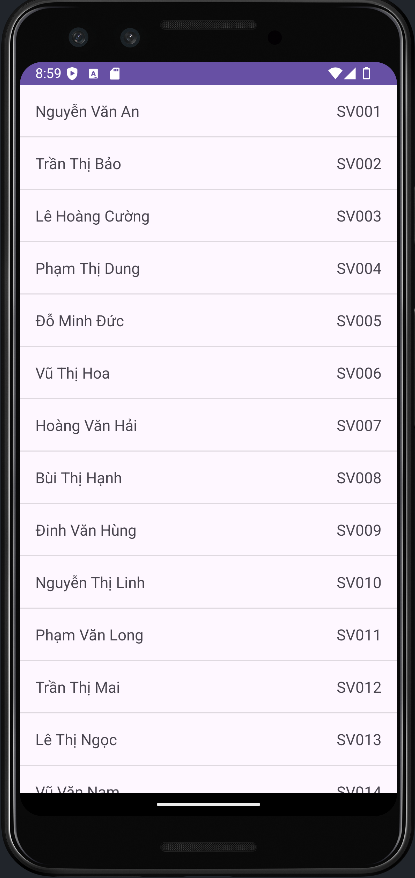 8:59
Nguyễn Văn An SV001
Trần Thị Bảo SV002
Lê Hoàng Cường SV003
Phạm Thị Dung SV004
Đỗ Minh Đức SV005
Vũ Thị Hoa SV006
Hoàng Văn Hải SV007
Bùi Thị Hạnh SV008
Đinh Văn Hùng SV009
Nguyễn Thị Linh SV010
Phạm Văn Long SV011
Trần Thị Mai SV012
Lê Thị Ngọc SV013
Vũ Văn Nam SV014